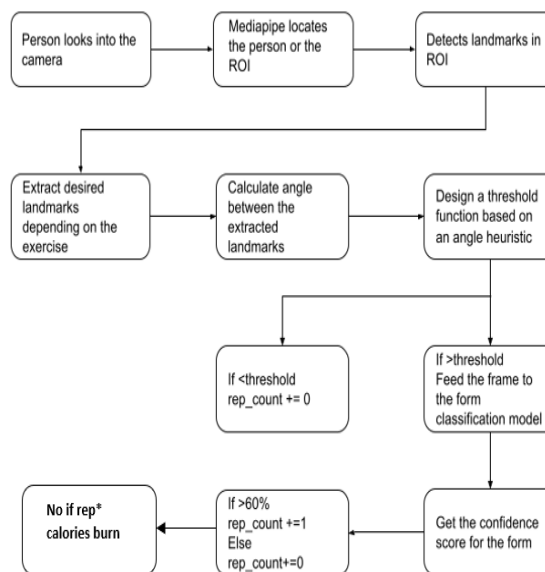 Person looks into the
camera
Mediapipe locates
the person or the
ROI
Detects landmarks in
ROI
Extract desired
landmarks
depending on the
exercise
Calculate angle
between the
extracted
landmarks
Design a threshold
function based on
an angle heuristic
If <threshold
rep_count += 0
If >threshold
Feed the frame to
the form
classification model
No if rep*
calories burn
If >60%
rep_count +=1
Else
rep_count+=0
Get the confidence
score for the form